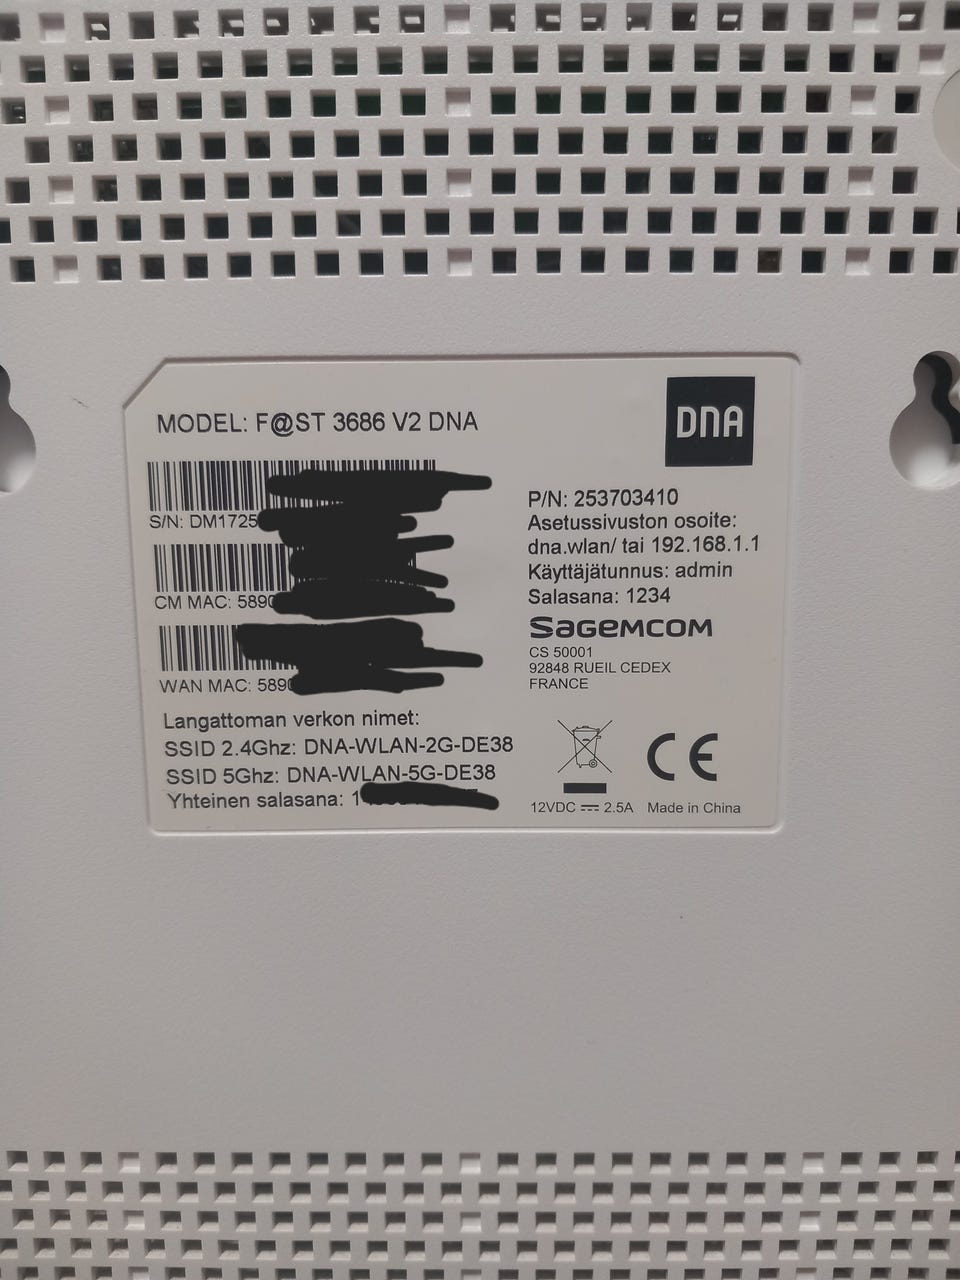 MODEL: F@ST 3686 V2 DNA
DNA
S/N: DM1725
CM MAC: 5890
WAN MAC: 5890
Langattoman verkon nimet:
SSID 2.4Ghz: DNA-WLAN-2G-DE38
SSID 5Ghz: DNA-WLAN-5G-DE38
Yhteinen salasana: 1
P/N: 253703410
Asetussivuston osoite:
dna.wlan/ tai 192.168.1.1
Käyttäjätunnus: admin
Salasana: 1234
SAGEMCOM
CS 50001
92848 RUEIL CEDEX
FRANCE
CE
12VDC ⎓ 2.5A Made in China